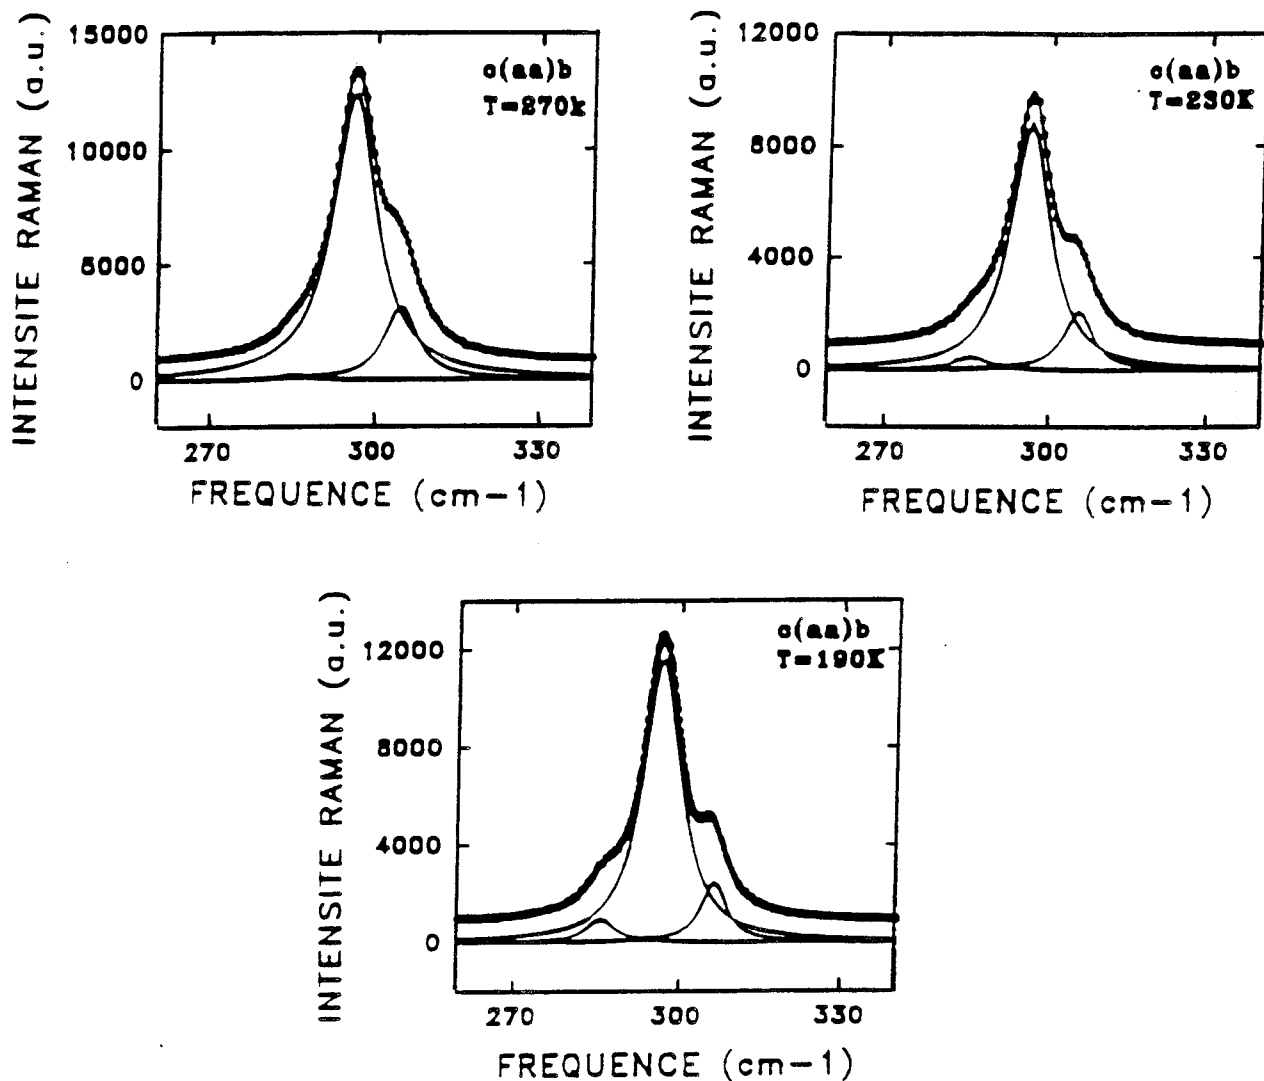 INTENSITE RAMAN (a.u.)
15000
10000
5000
0
c(aa)b
T=270k
270
300
330
FREQUENCE (cm-1)
INTENSITE RAMAN (a.u.)
12000
8000
4000
0
c(aa)b
T=230K
270
300
330
FREQUENCE (cm-1)
INTENSITE RAMAN (a.u.)
12000
8000
4000
0
c(aa)b
T=190K
270
300
330
FREQUENCE (cm-1)